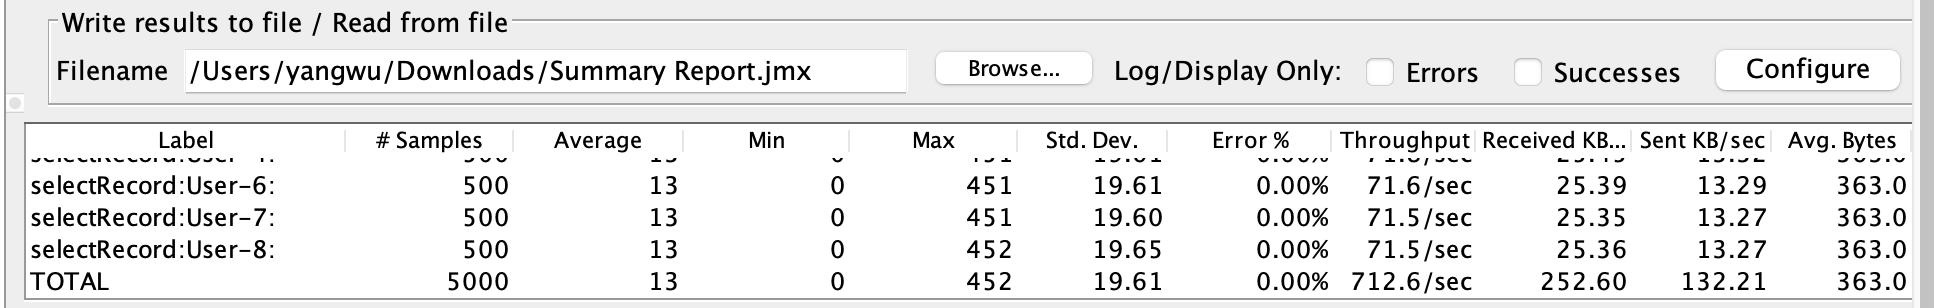 Write results to file / Read from file
Filename /Users/yangwu/Downloads/Summary Report.jmx Browse... Log/Display Only: Errors Successes Configure
Label # Samples Average Min Max Std. Dev. Error % Throughput Received KB... Sent KB/sec Avg. Bytes
selectRecord:User-6: 500 13 0 451 19.61 0.00% 71.6/sec 25.39 13.29 363.0
selectRecord:User-7: 500 13 0 451 19.60 0.00% 71.5/sec 25.35 13.27 363.0
selectRecord:User-8: 500 13 0 452 19.65 0.00% 71.5/sec 25.36 13.27 363.0
TOTAL 5000 13 0 452 19.61 0.00% 712.6/sec 252.60 132.21 363.0